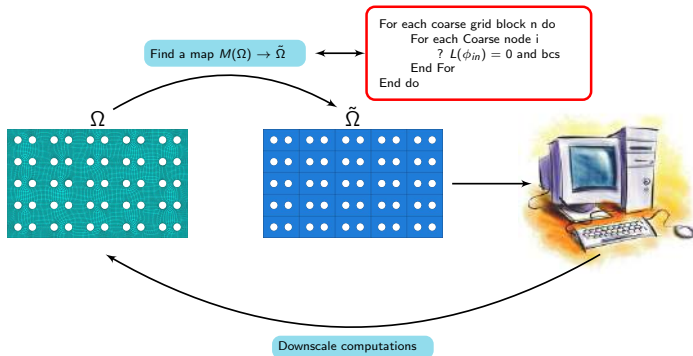 For each coarse grid block n do
For each Coarse node i
? L(ϕ_in) = 0 and bcs
End For
End do
Find a map M(Ω) → Ω̃
Ω
Ω̃
Downscale computations